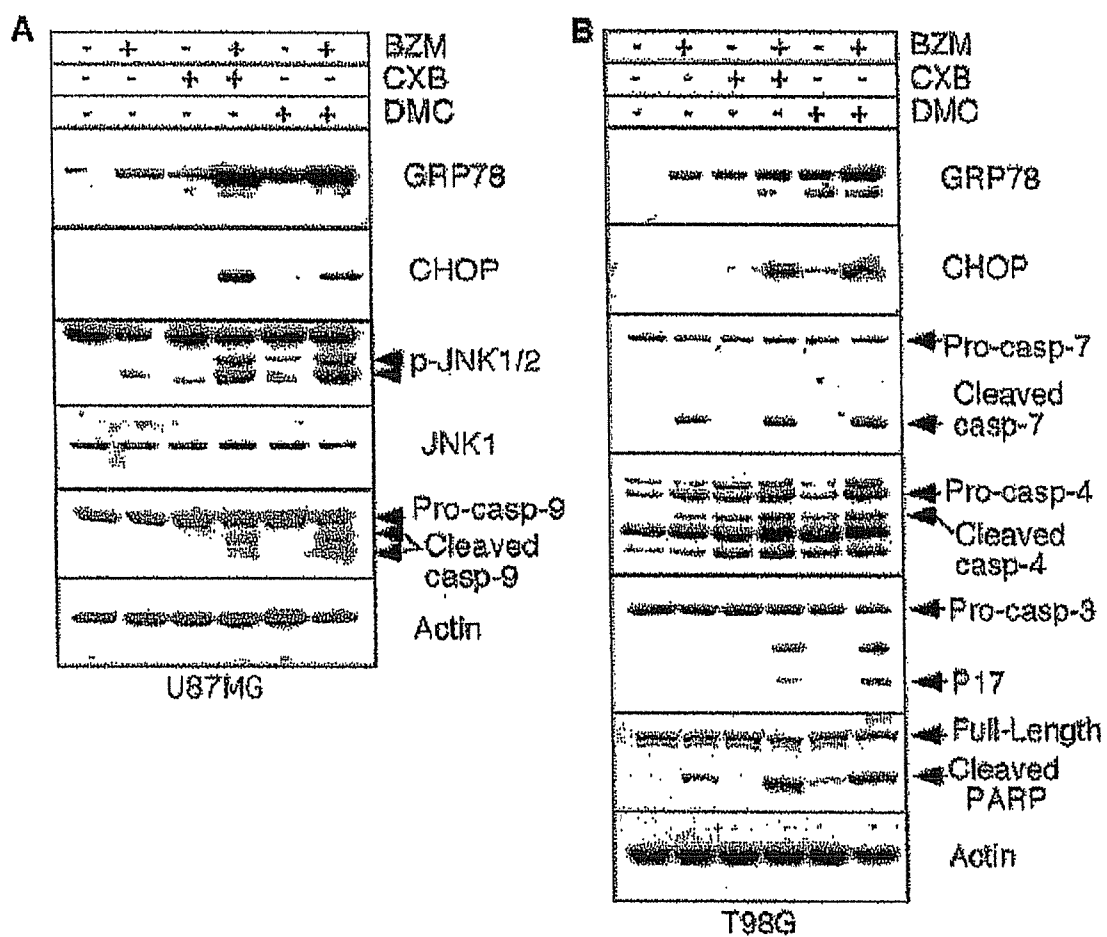 A
- + - + - + BZM
- - + + - - CXB
- - - - + + DMC
GRP78
CHOP
p-JNK1/2
JNK1
Pro-casp-9
Cleaved
casp-9
Actin
U87MG
B
- + - + - + BZM
- - + + - - CXB
- - - - + + DMC
GRP78
CHOP
Pro-casp-7
Cleaved
casp-7
Pro-casp-4
Cleaved
casp-4
Pro-casp-3
P17
Full-Length
Cleaved
PARP
Actin
T98G